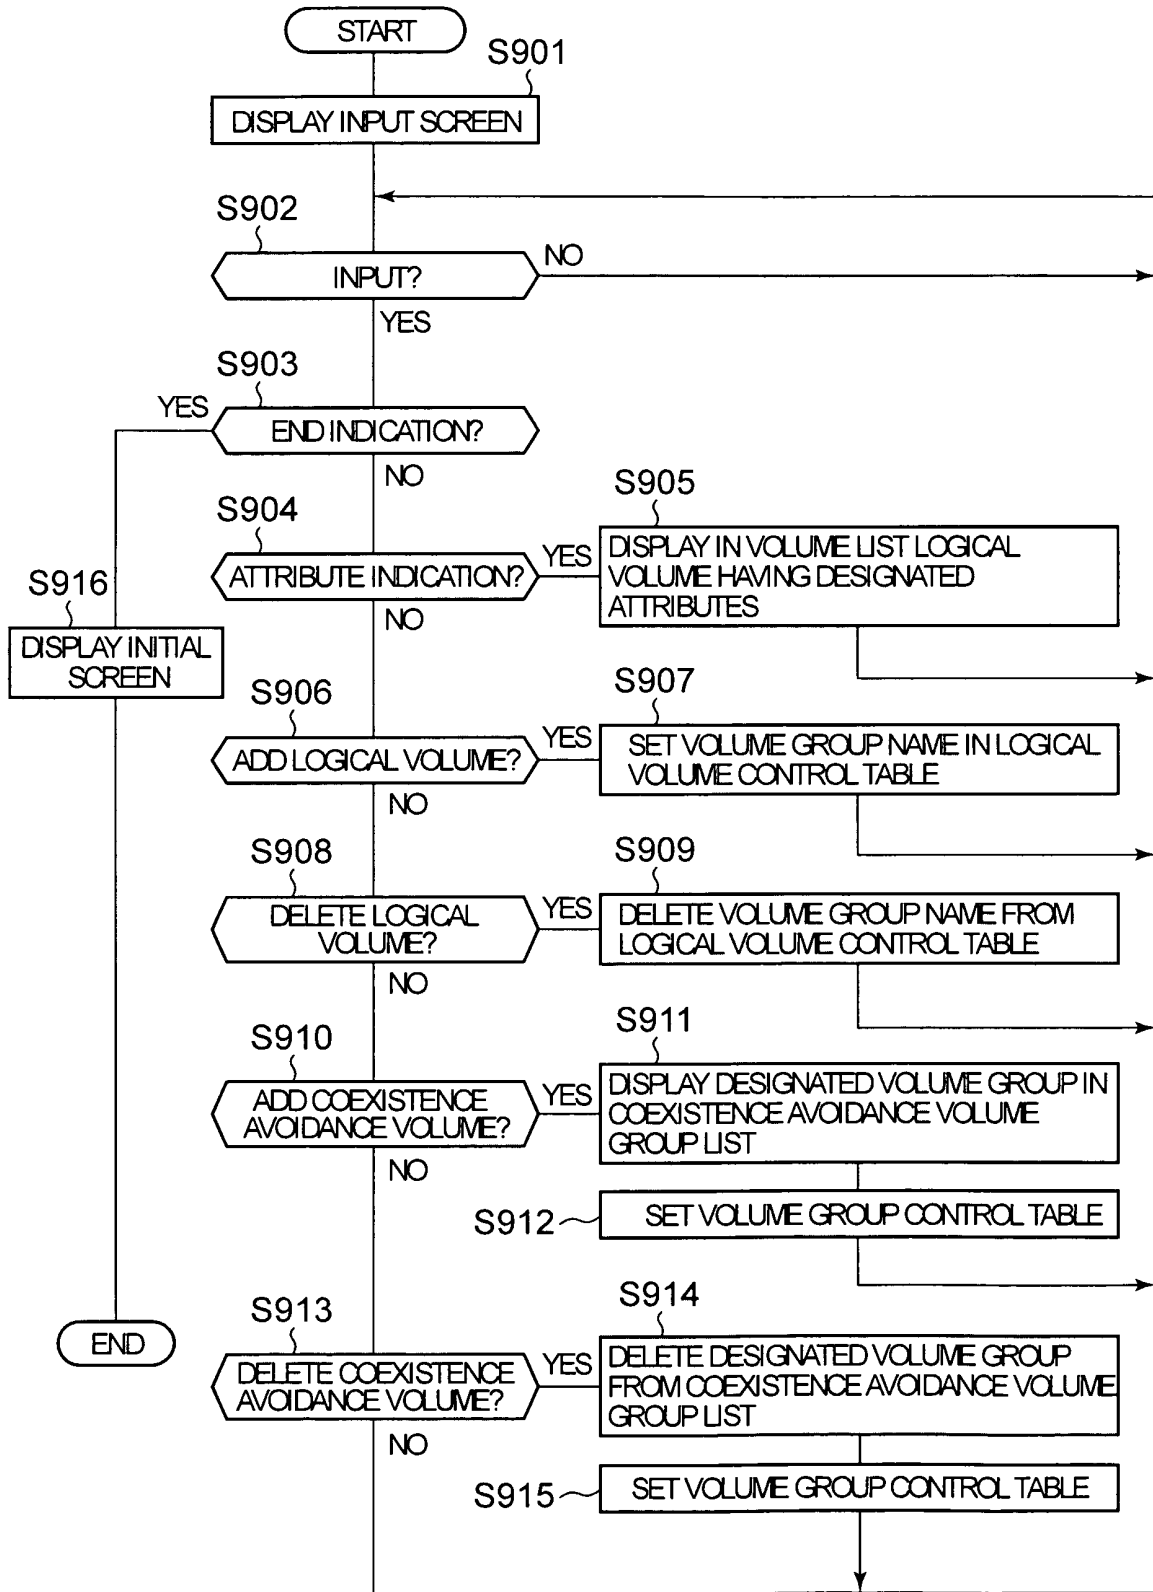 START
S901
DISPLAY INPUT SCREEN
S902
INPUT?
NO
YES
S903
YES
END INDICATION?
NO
S904
ATTRIBUTE INDICATION?
YES
NO
S905
DISPLAY IN VOLUME LIST LOGICAL
VOLUME HAVING DESIGNATED
ATTRIBUTES
S916
DISPLAY INITIAL
SCREEN
S906
ADD LOGICAL VOLUME?
YES
NO
S907
SET VOLUME GROUP NAME IN LOGICAL
VOLUME CONTROL TABLE
S908
DELETE LOGICAL
VOLUME?
YES
NO
S909
DELETE VOLUME GROUP NAME FROM
LOGICAL VOLUME CONTROL TABLE
S910
ADD COEXISTENCE
AVOIDANCE VOLUME?
YES
NO
S911
DISPLAY DESIGNATED VOLUME GROUP IN
COEXISTENCE AVOIDANCE VOLUME
GROUP LIST
S912
SET VOLUME GROUP CONTROL TABLE
END
S913
DELETE COEXISTENCE
AVOIDANCE VOLUME?
YES
NO
S914
DELETE DESIGNATED VOLUME GROUP
FROM COEXISTENCE AVOIDANCE VOLUME
GROUP LIST
S915
SET VOLUME GROUP CONTROL TABLE